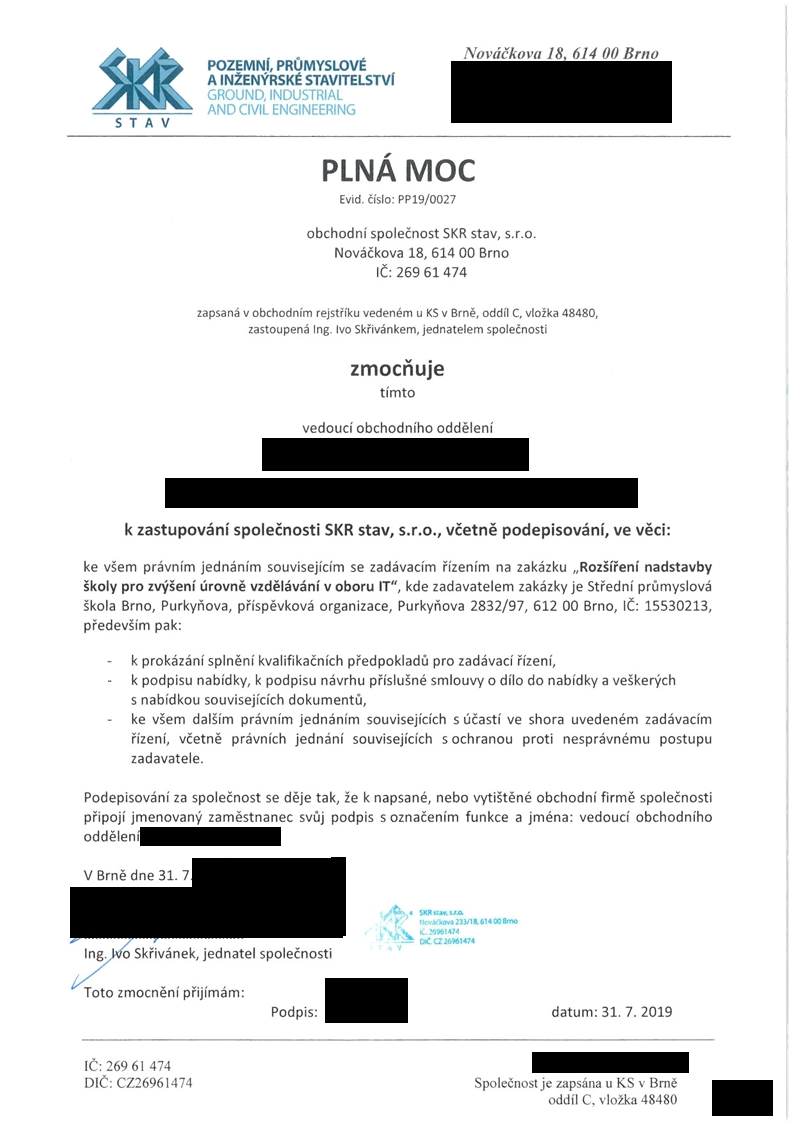 SKŘ
STAV
POZEMNÍ, PRŮMYSLOVÉ
A INŽENÝRSKÉ STAVITELSTVÍ
GROUND, INDUSTRIAL
AND CIVIL ENGINEERING
Nováčkova 18, 614 00 Brno
PLNÁ MOC
Evid. číslo: PP19/0027
obchodní společnost SKR stav, s.r.o.
Nováčkova 18, 614 00 Brno
IČ: 269 61 474
zapsaná v obchodním rejstříku vedeném u KS v Brně, oddíl C, vložka 48480,
zastoupená Ing. Ivo Skřivánkem, jednatelem společnosti
zmocňuje
tímto
vedoucí obchodního oddělení
k zastupování společnosti SKR stav, s.r.o., včetně podepisování, ve věci:
ke všem právním jednáním souvisejícím se zadávacím řízením na zakázku „Rozšíření nadstavby
školy pro zvýšení úrovně vzdělávání v oboru IT“, kde zadavatelem zakázky je Střední průmyslová
škola Brno, Purkyňova, příspěvková organizace, Purkyňova 2832/97, 612 00 Brno, IČ: 15530213,
především pak:
- k prokázání splnění kvalifikačních předpokladů pro zadávací řízení,
- k podpisu nabídky, k podpisu návrhu příslušné smlouvy o dílo do nabídky a veškerých
s nabídkou souvisejících dokumentů,
- ke všem dalším právním jednáním souvisejících s účastí ve shora uvedeném zadávacím
řízení, včetně právních jednání souvisejících s ochranou proti nesprávnému postupu
zadavatele.
Podepisování za společnost se děje tak, že k napsané, nebo vytištěné obchodní firmě společnosti
připojí jmenovaný zaměstnanec svůj podpis s označením funkce a jména: vedoucí obchodního
oddělení
V Brně dne 31. 7.
SKR stav, s.r.o.
Nováčkova 233/18, 614 00 Brno
IČ: 26961474
DIČ: CZ 26961474
STAV
Ing. Ivo Skřivánek, jednatel společnosti
Toto zmocnění přijímám:
Podpis:
datum: 31. 7. 2019
IČ: 269 61 474
DIČ: CZ26961474
Společnost je zapsána u KS v Brně
oddíl C, vložka 48480